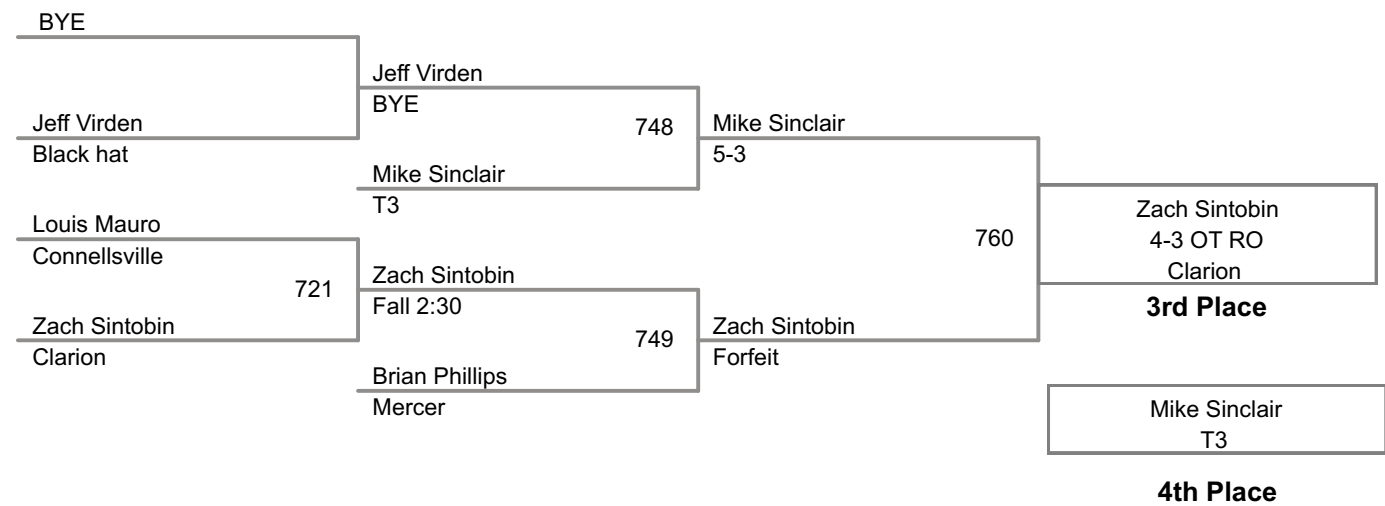 BYE
Jeff Virden
BYE
Jeff Virden
Black hat
748
Mike Sinclair
5-3
Mike Sinclair
T3
Louis Mauro
Connellsville
721
Zach Sintobin
Fall 2:30
Zach Sintobin
Clarion
749
Zach Sintobin
Forfeit
Brian Phillips
Mercer
760
Zach Sintobin
4-3 OT RO
Clarion
3rd Place
Mike Sinclair
T3
4th Place